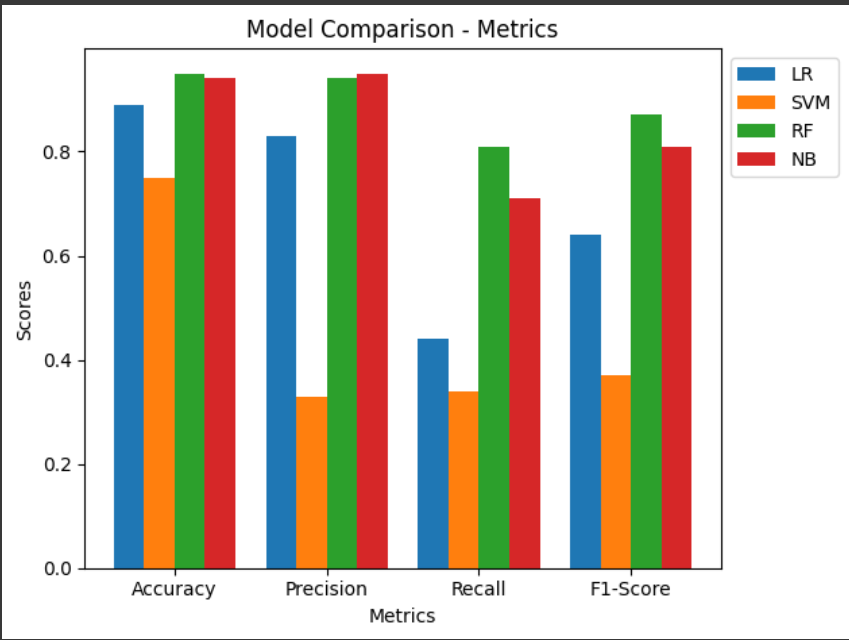 Model Comparison - Metrics
LR
SVM
RF
NB
0.8
0.6
0.4
0.2
0.0
Scores
Accuracy Precision Recall F1-Score
Metrics